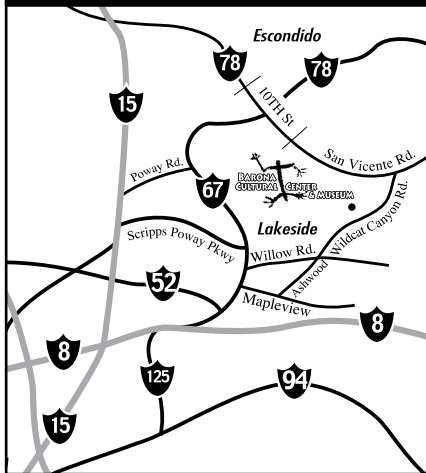 Escondido
78
78
15
10TH St
San Vicente Rd.
Poway Rd.
67
BARONA
CULTURAL CENTER
& MUSEUM
Scripps Poway Pkwy
Lakeside
Wildcat Canyon Rd.
Willow Rd.
Ashwood
52
Mapleview
8
8
125
94
15